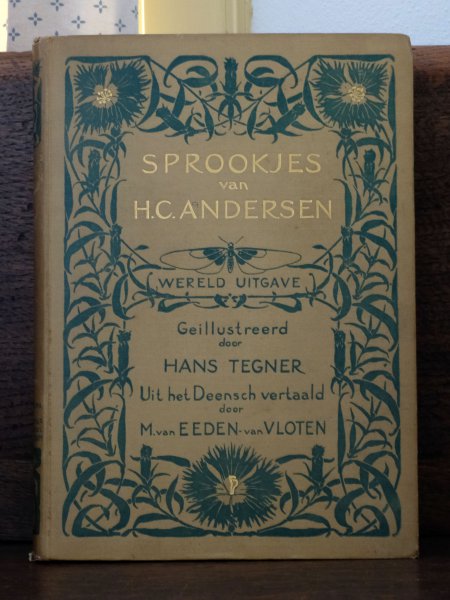 SPROOKJES
van
H.C. ANDERSEN
WERELD UITGAVE
Geillustreerd
door
HANS TEGNER
Uit het Deensch vertaald
door
M. van EEDEN-van VLOTEN